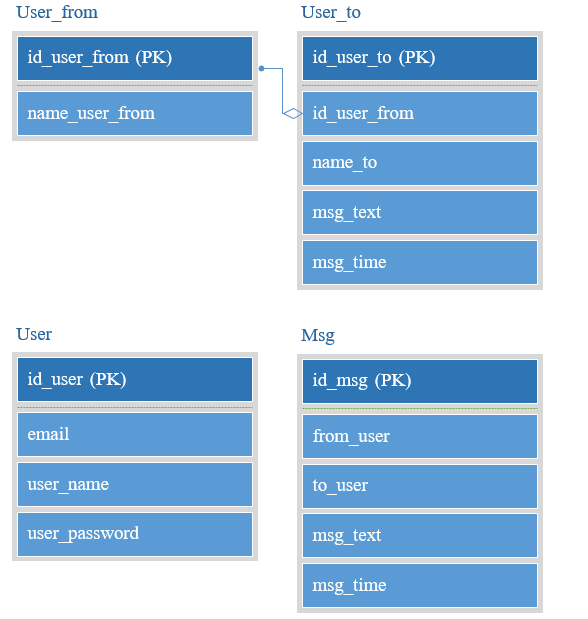 User_from
id_user_from (PK)
name_user_from
User_to
id_user_to (PK)
id_user_from
name_to
msg_text
msg_time
User
id_user (PK)
email
user_name
user_password
Msg
id_msg (PK)
from_user
to_user
msg_text
msg_time